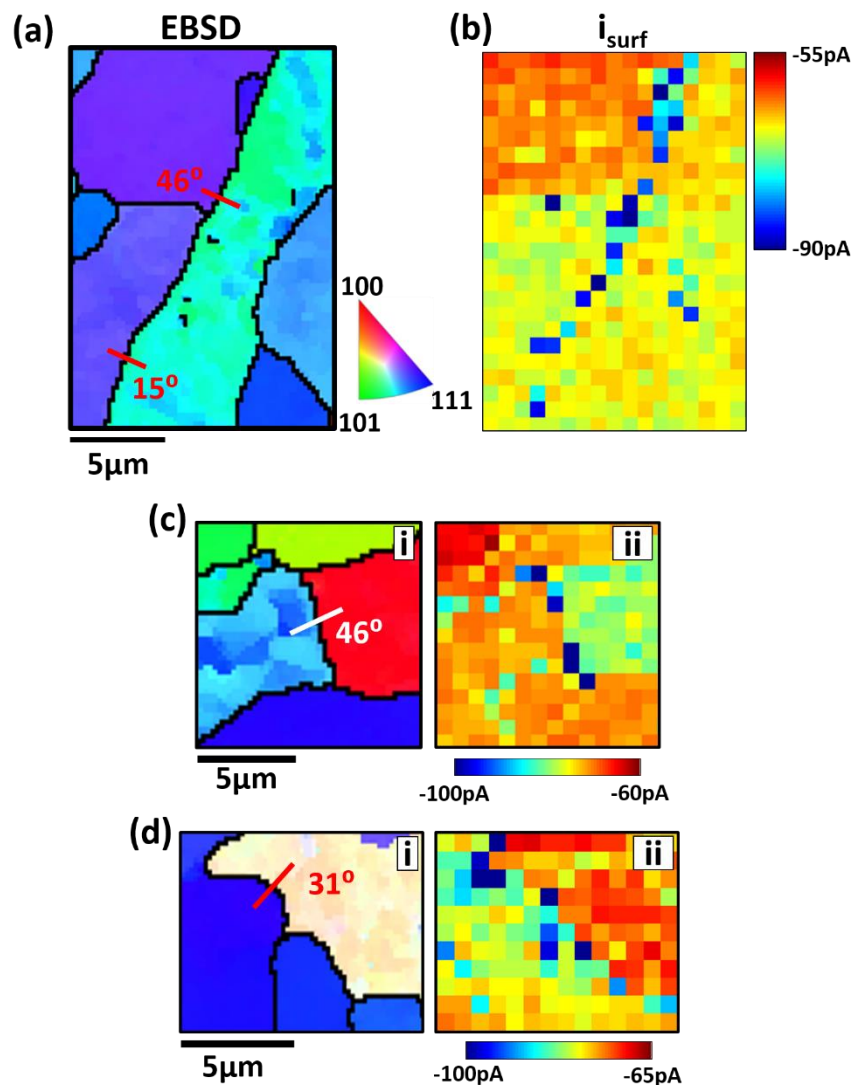 (a)
EBSD
46º
15º
5μm
100
101
111
(b)
i_surf
-55pA
-90pA
(c)
i
46º
5μm
ii
-100pA
-60pA
(d)
i
31º
5μm
ii
-100pA
-65pA